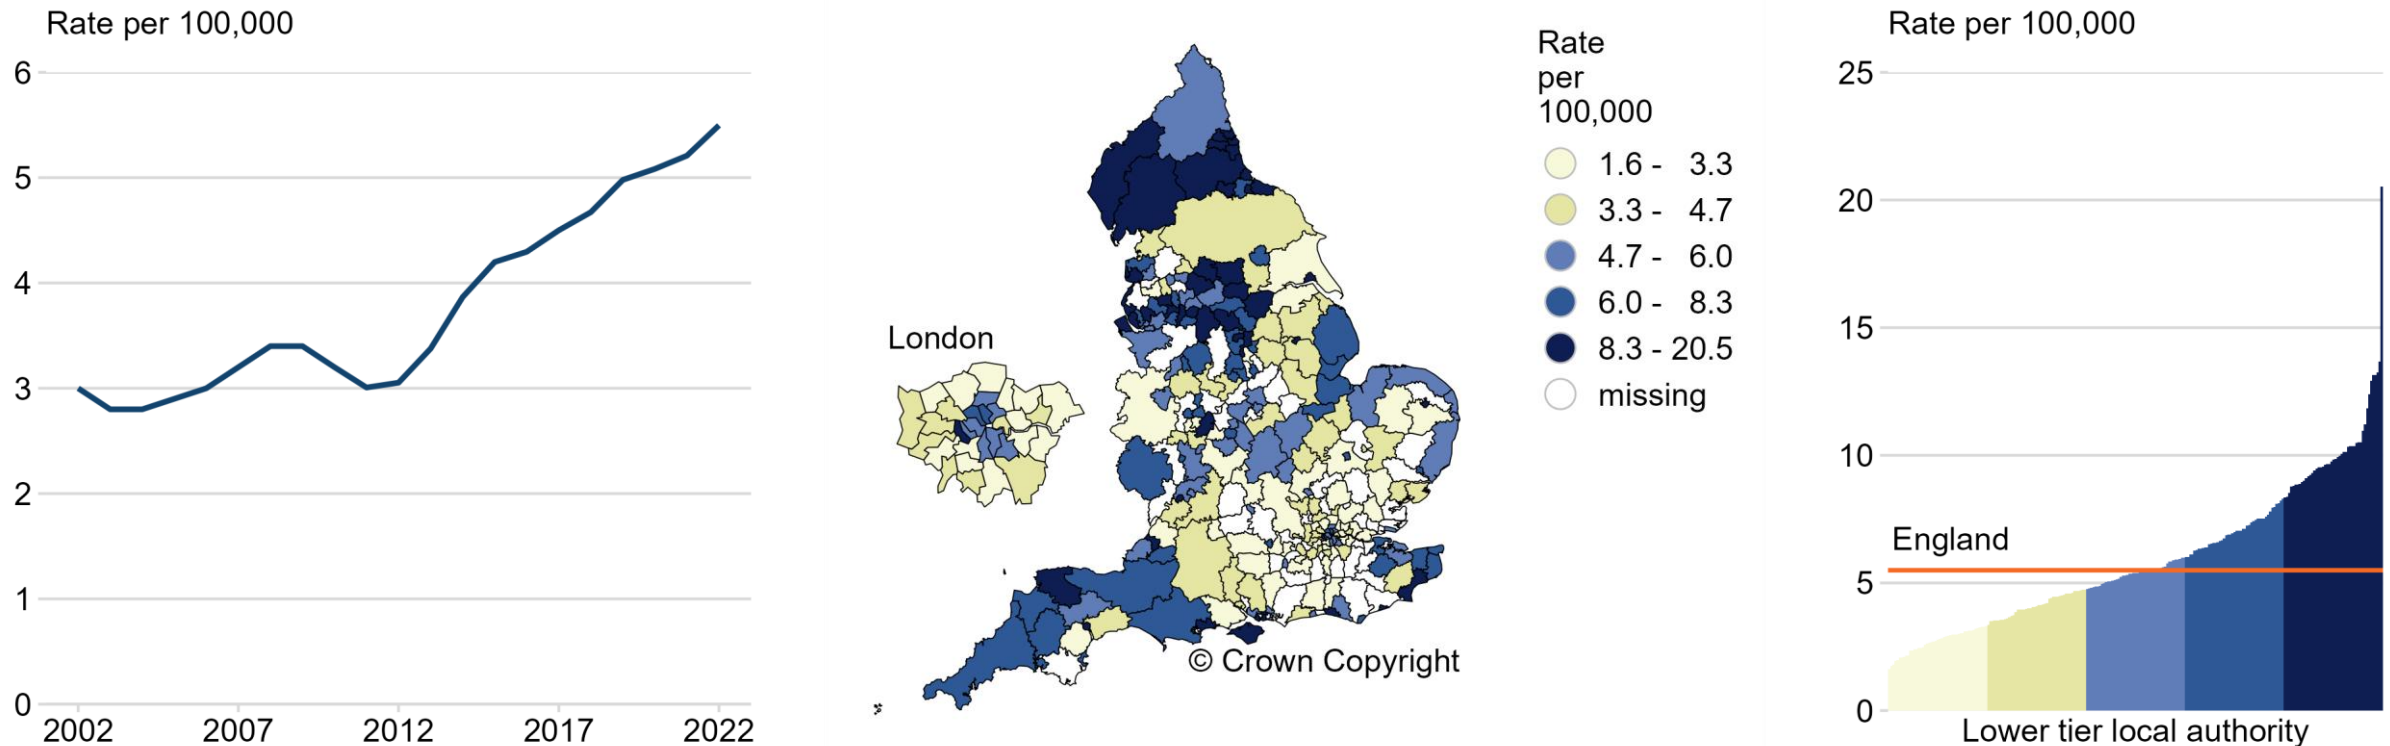 Rate per 100,000
6
5
4
3
2
1
0
2002 2007 2012 2017 2022
London
© Crown Copyright
Rate
per
100,000
1.6 - 3.3
3.3 - 4.7
4.7 - 6.0
6.0 - 8.3
8.3 - 20.5
missing
Rate per 100,000
25
20
15
10
England
5
0
Lower tier local authority